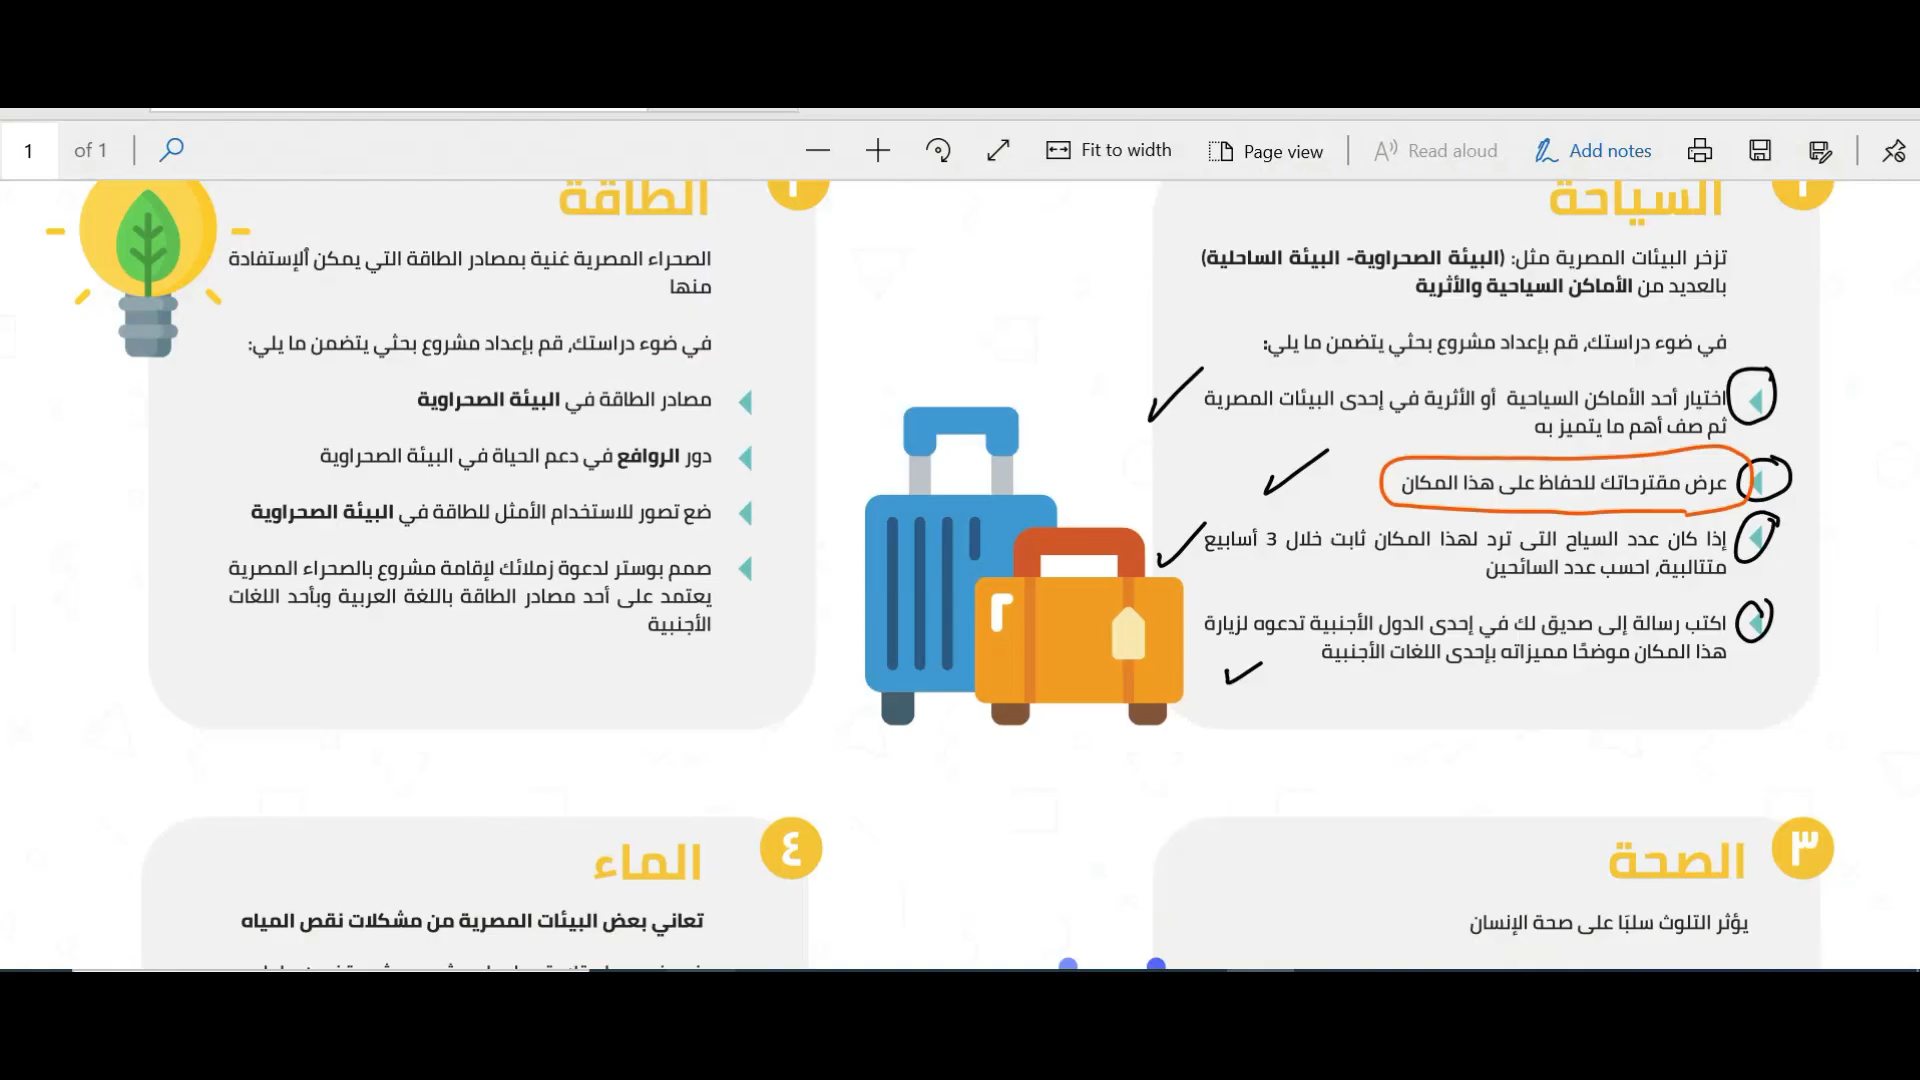 1 of 1 Fit to width Page view Read aloud Add notes
السياحة
تزخر البيئات المصرية مثل: (البيئة الصحراوية- البيئة الساحلية)
بالعديد من الأماكن السياحية والأثرية
في ضوء دراستك، قم بإعداد مشروع بحثي يتضمن ما يلي:
اختيار أحد الأماكن السياحية أو الأثرية في إحدى البيئات المصرية
ثم صف أهم ما يتميز به
عرض مقترحاتك للحفاظ على هذا المكان
إذا كان عدد السياح التى ترد لهذا المكان ثابت خلال 3 أسابيع
متتالبية، احسب عدد السائحين
اكتب رسالة إلى صديق لك في إحدى الدول الأجنبية تدعوه لزيارة
هذا المكان موضحًا مميزاته بإحدى اللغات الأجنبية
الطاقة
الصحراء المصرية غنية بمصادر الطاقة التي يمكن ألإستفادة
منها
في ضوء دراستك، قم بإعداد مشروع بحثي يتضمن ما يلي:
مصادر الطاقة في البيئة الصحراوية
دور الروافع في دعم الحياة في البيئة الصحراوية
ضع تصور للاستخدام الأمثل للطاقة في البيئة الصحراوية
صمم بوستر لدعوة زملائك لإقامة مشروع بالصحراء المصرية
يعتمد على أحد مصادر الطاقة باللغة العربية وبأحد اللغات
الأجنبية
٣
الصحة
يؤثر التلوث سلبَا على صحة الإنسان
٤
الماء
تعاني بعض البيئات المصرية من مشكلات نقص المياه